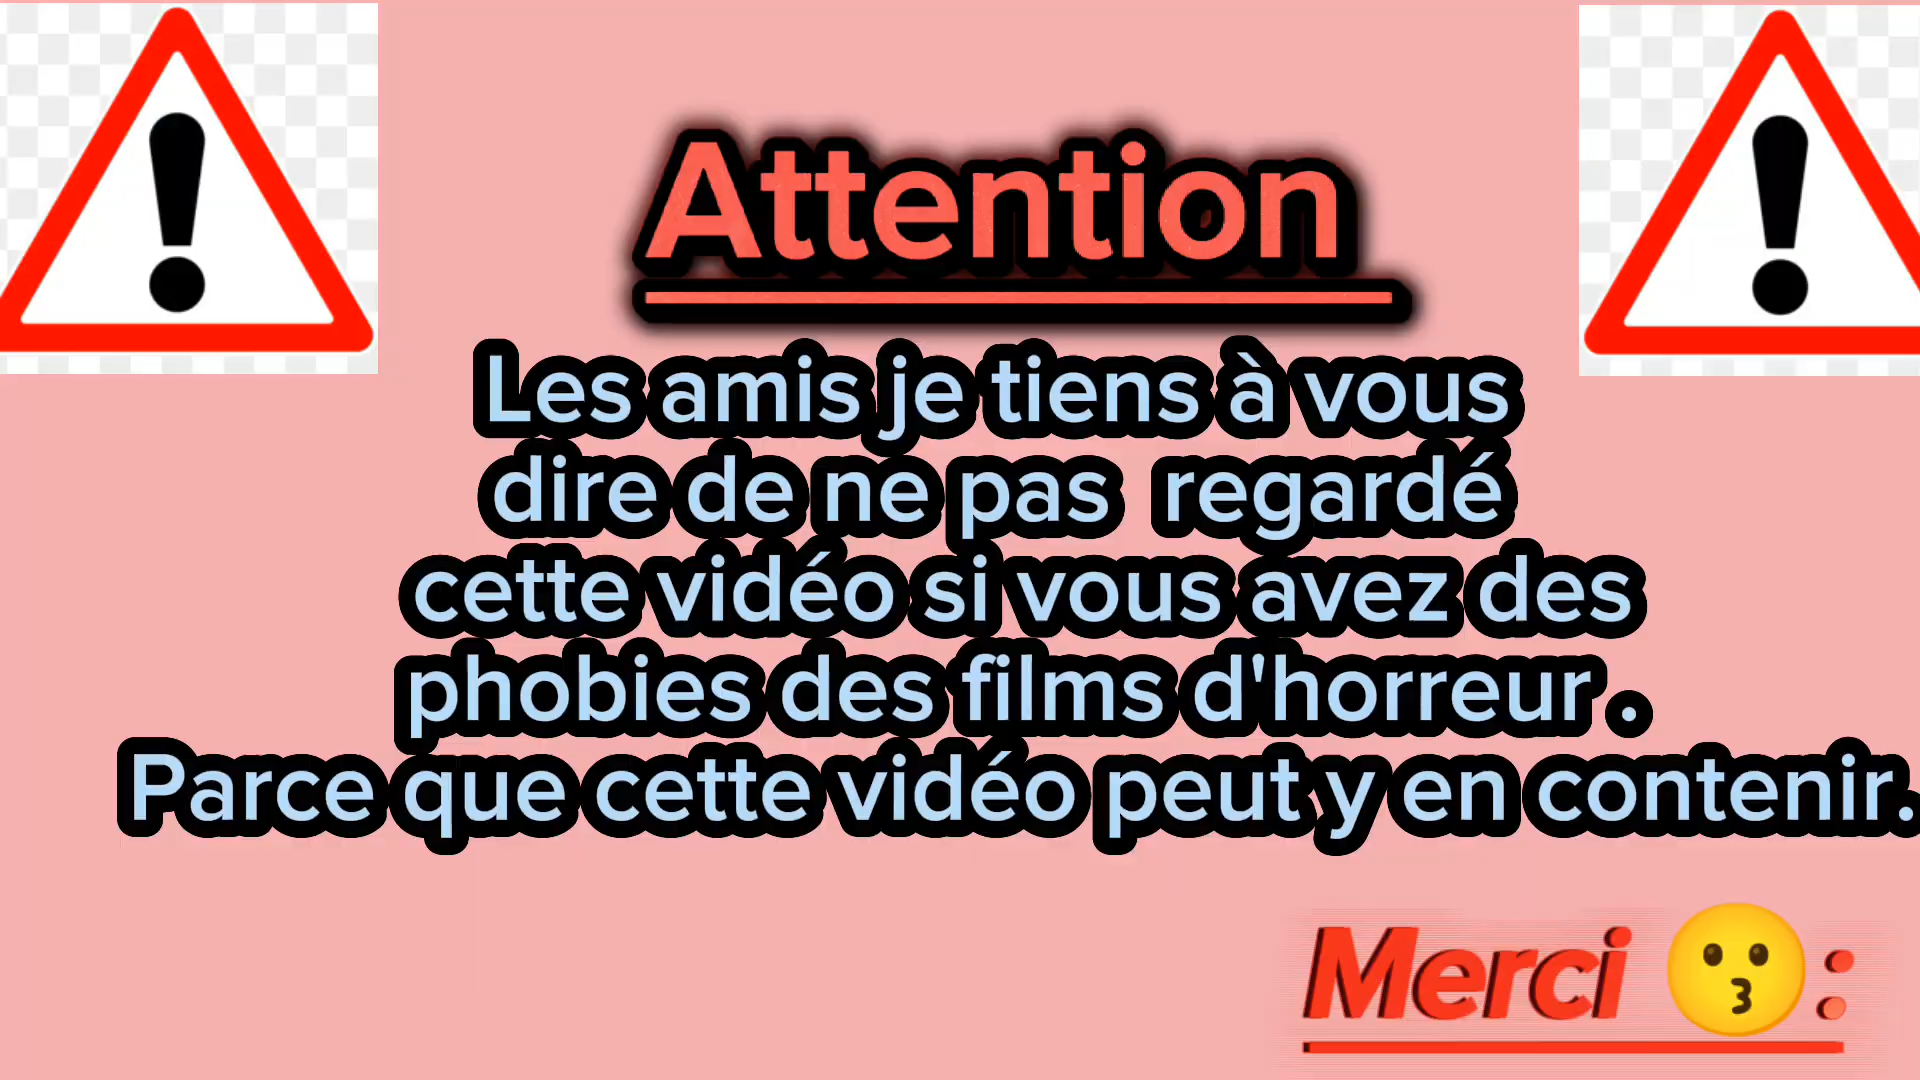 Attention
Les amis je tiens à vous
dire de ne pas regardé
cette vidéo si vous avez des
phobies des films d'horreur .
Parce que cette vidéo peut y en contenir.
Merci 😗 :